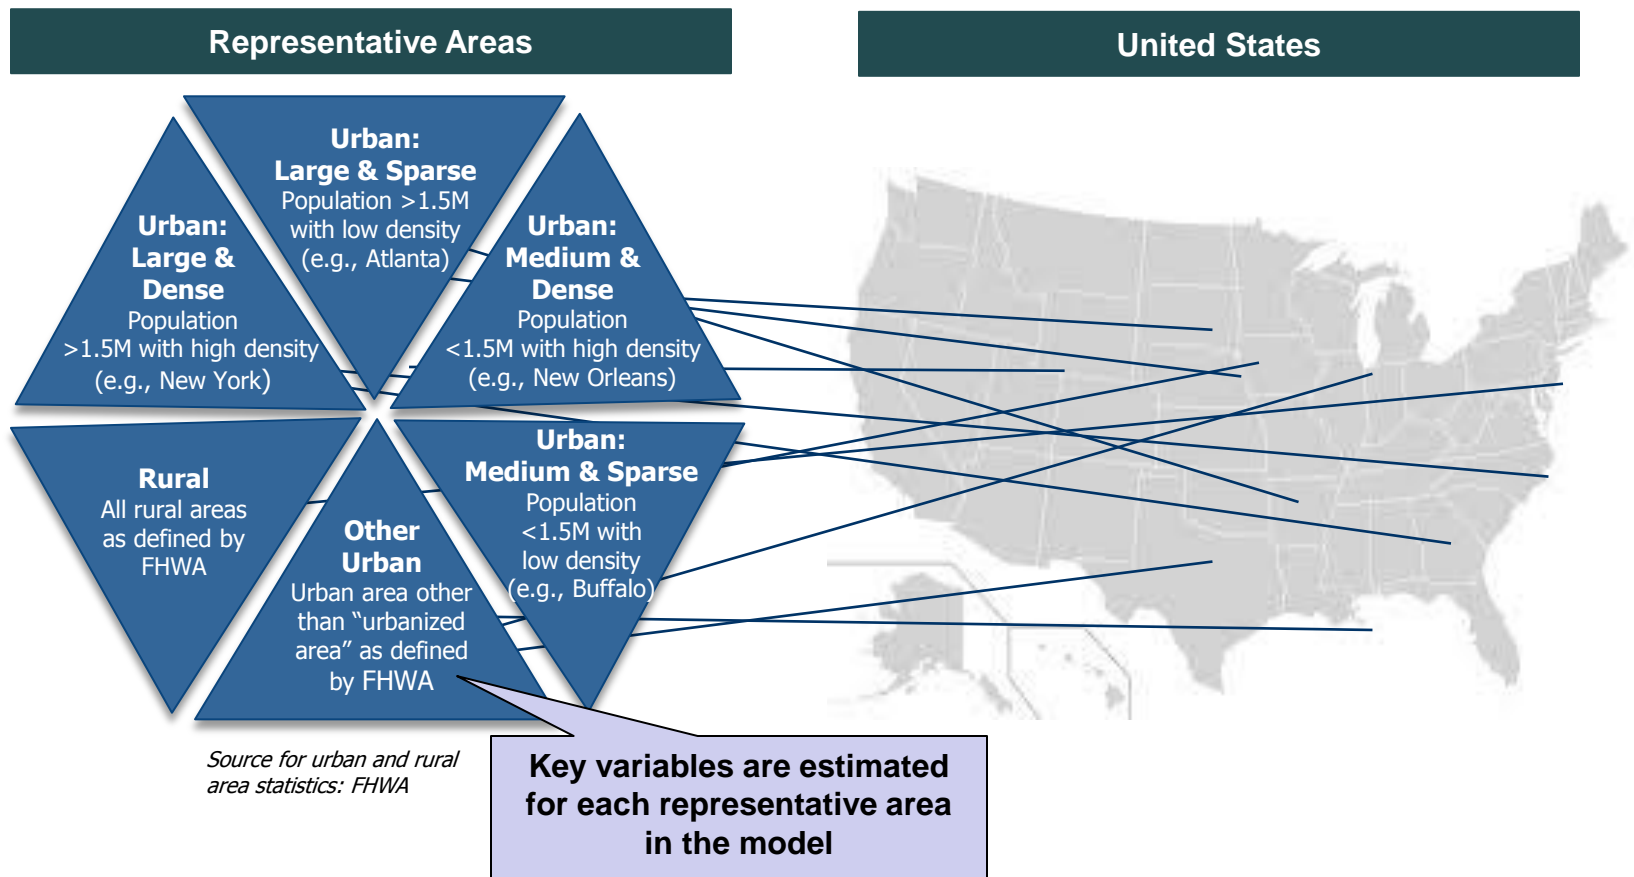 Representative Areas
United States
Urban:
Large & Sparse
Population >1.5M
with low density
(e.g., Atlanta)
Urban:
Large &
Dense
Population
>1.5M with high density
(e.g., New York)
Urban:
Medium &
Dense
Population
<1.5M with high density
(e.g., New Orleans)
Rural
All rural areas
as defined by
FHWA
Other
Urban
Urban area other
than “urbanized
area” as defined
by FHWA
Urban:
Medium & Sparse
Population
<1.5M with
low density
(e.g., Buffalo)
Source for urban and rural
area statistics: FHWA
Key variables are estimated
for each representative area
in the model